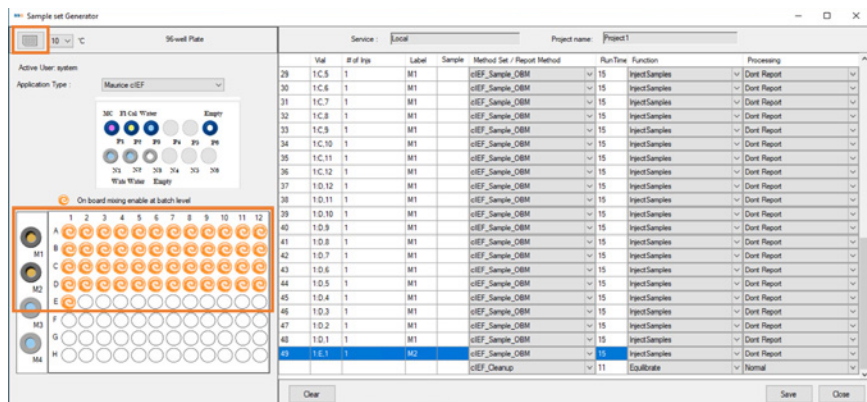 Sample set Generator
10 °C 96-well Plate
Service : Local Project name: Project1
Active User: system
Application Type : Maurice cIEF
MC Fl Cal Water Empty
P1 P2 P3 P4 P5 P6
N1 N2 N3 N4 N5 N6
Water Empty
On board mixing enable at batch level
1 2 3 4 5 6 7 8 9 10 11 12
A
B
C
D
E
F
G
H
M1
M2
M3
M4
Vial # of Injs Label Sample Method Set / Report Method RunTime Function Processing
29 1:C,5 1 M1 cIEF_Sample_OBM 15 InjectSamples Dont Report
30 1:C,6 1 M1 cIEF_Sample_OBM 15 InjectSamples Dont Report
31 1:C,7 1 M1 cIEF_Sample_OBM 15 InjectSamples Dont Report
32 1:C,8 1 M1 cIEF_Sample_OBM 15 InjectSamples Dont Report
33 1:C,9 1 M1 cIEF_Sample_OBM 15 InjectSamples Dont Report
34 1:C,10 1 M1 cIEF_Sample_OBM 15 InjectSamples Dont Report
35 1:C,11 1 M1 cIEF_Sample_OBM 15 InjectSamples Dont Report
36 1:C,12 1 M1 cIEF_Sample_OBM 15 InjectSamples Dont Report
37 1:D,12 1 M1 cIEF_Sample_OBM 15 InjectSamples Dont Report
38 1:D,11 1 M1 cIEF_Sample_OBM 15 InjectSamples Dont Report
39 1:D,10 1 M1 cIEF_Sample_OBM 15 InjectSamples Dont Report
40 1:D,9 1 M1 cIEF_Sample_OBM 15 InjectSamples Dont Report
41 1:D,8 1 M1 cIEF_Sample_OBM 15 InjectSamples Dont Report
42 1:D,7 1 M1 cIEF_Sample_OBM 15 InjectSamples Dont Report
43 1:D,6 1 M1 cIEF_Sample_OBM 15 InjectSamples Dont Report
44 1:D,5 1 M1 cIEF_Sample_OBM 15 InjectSamples Dont Report
45 1:D,4 1 M1 cIEF_Sample_OBM 15 InjectSamples Dont Report
46 1:D,3 1 M1 cIEF_Sample_OBM 15 InjectSamples Dont Report
47 1:D,2 1 M1 cIEF_Sample_OBM 15 InjectSamples Dont Report
48 1:D,1 1 M1 cIEF_Sample_OBM 15 InjectSamples Dont Report
49 1:E,1 1 M2 cIEF_Sample_OBM 15 InjectSamples Dont Report
cIEF_Cleanup 11 Equilibrate Normal
Clear Save Close